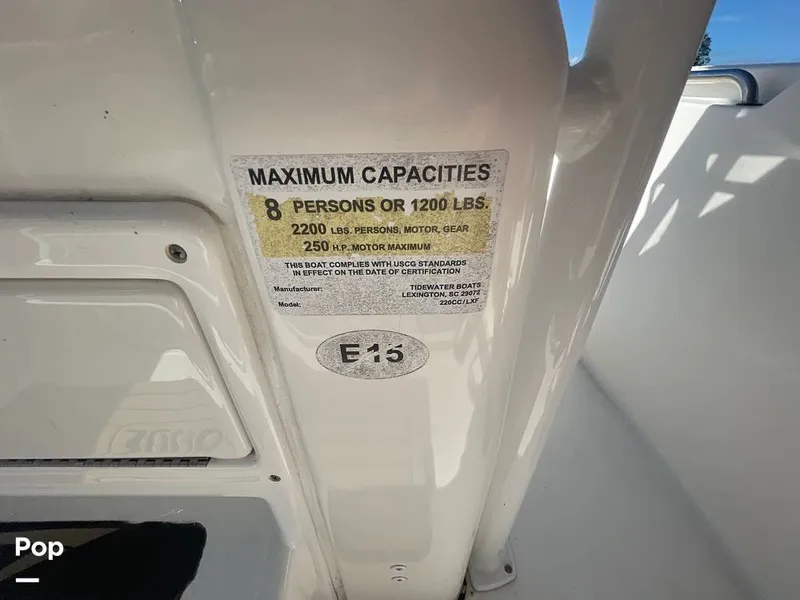 MAXIMUM CAPACITIES
8 PERSONS OR 1200 LBS.
2200 LBS. PERSONS, MOTOR, GEAR
250 H.P. MOTOR MAXIMUM
THIS BOAT COMPLIES WITH USCG STANDARDS
IN EFFECT ON THE DATE OF CERTIFICATION
Manufacturer: TIDEWATER BOATS
LEXINGTON, SC 29072
Model: 220CC/LXF
E15
Pop